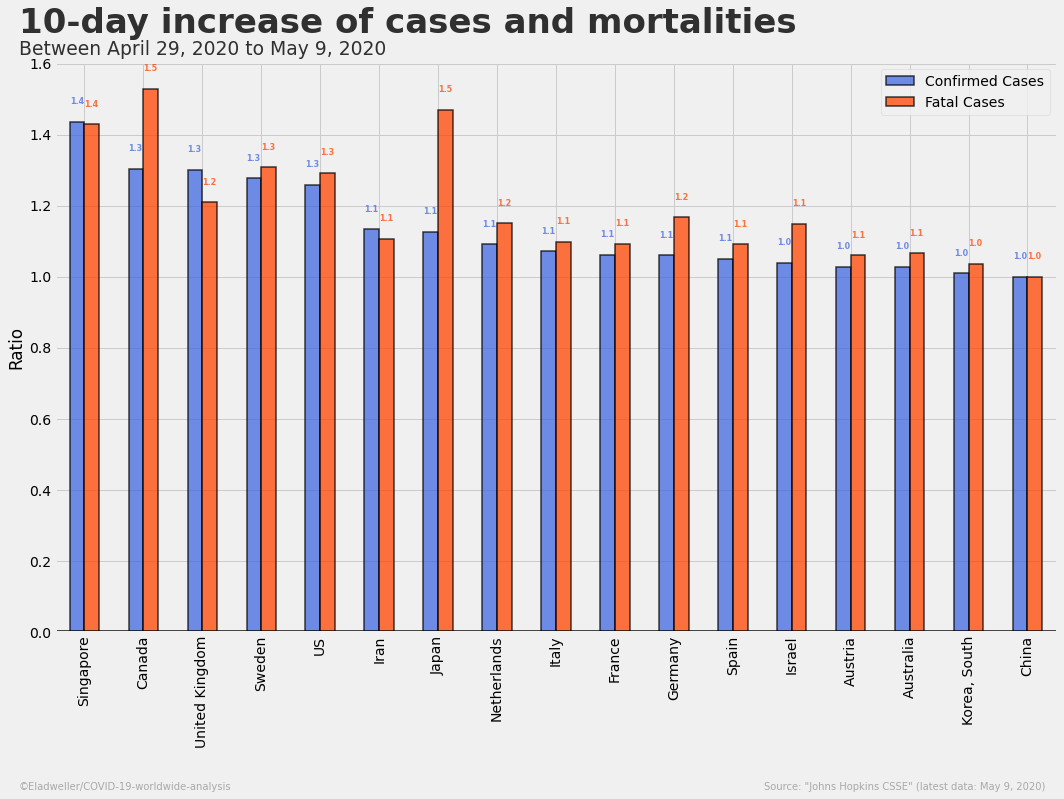 10-day increase of cases and mortalities
Between April 29, 2020 to May 9, 2020
Confirmed Cases
Fatal Cases
Ratio
1.6
1.4
1.2
1.0
0.8
0.6
0.4
0.2
0.0
1.4 1.4
1.3 1.5
1.3 1.2
1.3 1.3
1.3 1.3
1.1 1.1
1.1 1.5
1.1 1.2
1.1 1.1
1.1 1.1
1.1 1.2
1.1 1.1
1.0 1.1
1.0 1.1
1.0 1.1
1.0 1.0
1.0 1.0
Singapore
Canada
United Kingdom
Sweden
US
Iran
Japan
Netherlands
Italy
France
Germany
Spain
Israel
Austria
Australia
Korea, South
China
©Eladweller/COVID-19-worldwide-analysis
Source: "Johns Hopkins CSSE" (latest data: May 9, 2020)